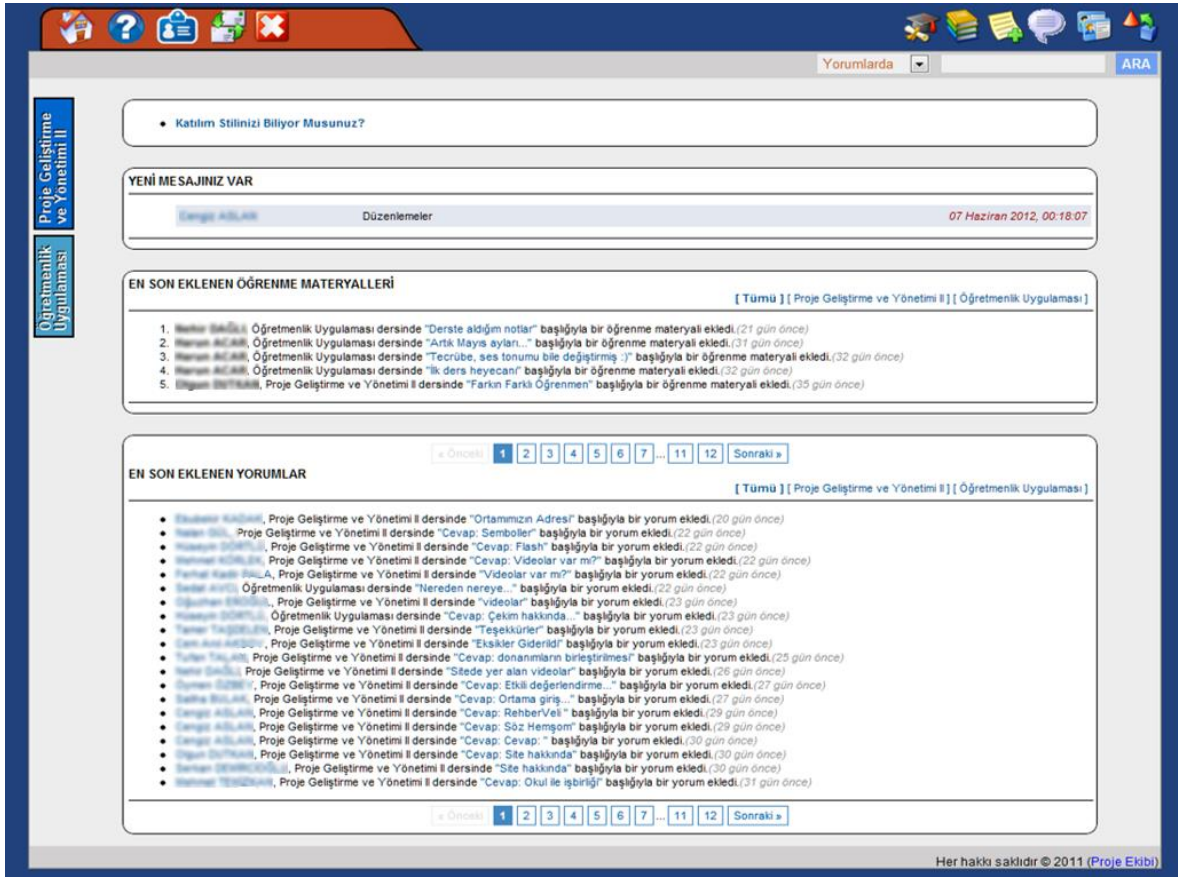 Yorumlarda
ARA
Proje Geliştirme
ve Yönetimi II
Öğretmenlik
Uygulaması
Katılım Stilinizi Biliyor Musunuz?
YENİ MESAJINIZ VAR
Düzenlemeler 07 Haziran 2012, 00:18:07
EN SON EKLENEN ÖĞRENME MATERYALLERİ
[ Tümü ] [ Proje Geliştirme ve Yönetimi II ] [ Öğretmenlik Uygulaması ]
1. , Öğretmenlik Uygulaması dersinde "Derste aldığım notlar" başlığıyla bir öğrenme materyali ekledi.(21 gün önce)
2. , Öğretmenlik Uygulaması dersinde "Artık Mayıs ayları..." başlığıyla bir öğrenme materyali ekledi.(31 gün önce)
3. , Öğretmenlik Uygulaması dersinde "Tecrübe, ses tonumu bile değiştirmiş :)" başlığıyla bir öğrenme materyali ekledi.(32 gün önce)
4. , Öğretmenlik Uygulaması dersinde "İlk ders heyecanı" başlığıyla bir öğrenme materyali ekledi.(32 gün önce)
5. , Proje Geliştirme ve Yönetimi II dersinde "Farkın Farklı Öğrenmen" başlığıyla bir öğrenme materyali ekledi.(35 gün önce)
« Önceki 1 2 3 4 5 6 7 ... 11 12 Sonraki »
EN SON EKLENEN YORUMLAR
[ Tümü ] [ Proje Geliştirme ve Yönetimi II ] [ Öğretmenlik Uygulaması ]
, Proje Geliştirme ve Yönetimi II dersinde "Ortamımızın Adresi" başlığıyla bir yorum ekledi.(20 gün önce)
, Proje Geliştirme ve Yönetimi II dersinde "Cevap: Semboller" başlığıyla bir yorum ekledi.(22 gün önce)
, Proje Geliştirme ve Yönetimi II dersinde "Cevap: Flash" başlığıyla bir yorum ekledi.(22 gün önce)
, Proje Geliştirme ve Yönetimi II dersinde "Cevap: Videolar var mı?" başlığıyla bir yorum ekledi.(22 gün önce)
, Proje Geliştirme ve Yönetimi II dersinde "Videolar var mı?" başlığıyla bir yorum ekledi.(22 gün önce)
, Öğretmenlik Uygulaması dersinde "Nereden nereye..." başlığıyla bir yorum ekledi.(22 gün önce)
, Proje Geliştirme ve Yönetimi II dersinde "videolar" başlığıyla bir yorum ekledi.(23 gün önce)
, Öğretmenlik Uygulaması dersinde "Cevap: Çekim hakkında..." başlığıyla bir yorum ekledi.(23 gün önce)
, Proje Geliştirme ve Yönetimi II dersinde "Teşekkürler" başlığıyla bir yorum ekledi.(23 gün önce)
, Proje Geliştirme ve Yönetimi II dersinde "Eksikler Giderildi" başlığıyla bir yorum ekledi.(23 gün önce)
, Proje Geliştirme ve Yönetimi II dersinde "Cevap: donanımların birleştirilmesi" başlığıyla bir yorum ekledi.(25 gün önce)
, Proje Geliştirme ve Yönetimi II dersinde "Sitede yer alan videolar" başlığıyla bir yorum ekledi.(26 gün önce)
, Proje Geliştirme ve Yönetimi II dersinde "Cevap: Etkili değerlendirme..." başlığıyla bir yorum ekledi.(27 gün önce)
, Proje Geliştirme ve Yönetimi II dersinde "Cevap: Ortama giriş..." başlığıyla bir yorum ekledi.(27 gün önce)
, Proje Geliştirme ve Yönetimi II dersinde "Cevap: RehberVeli " başlığıyla bir yorum ekledi.(29 gün önce)
, Proje Geliştirme ve Yönetimi II dersinde "Cevap: Söz Hemşom" başlığıyla bir yorum ekledi.(29 gün önce)
, Proje Geliştirme ve Yönetimi II dersinde "Cevap: Cevap: " başlığıyla bir yorum ekledi.(30 gün önce)
, Proje Geliştirme ve Yönetimi II dersinde "Cevap: Site hakkında" başlığıyla bir yorum ekledi.(30 gün önce)
, Proje Geliştirme ve Yönetimi II dersinde "Site hakkında" başlığıyla bir yorum ekledi.(30 gün önce)
, Proje Geliştirme ve Yönetimi II dersinde "Cevap: Okul ile işbirliği" başlığıyla bir yorum ekledi.(31 gün önce)
« Önceki 1 2 3 4 5 6 7 ... 11 12 Sonraki »
Her hakkı saklıdır © 2011 (Proje Ekibi)